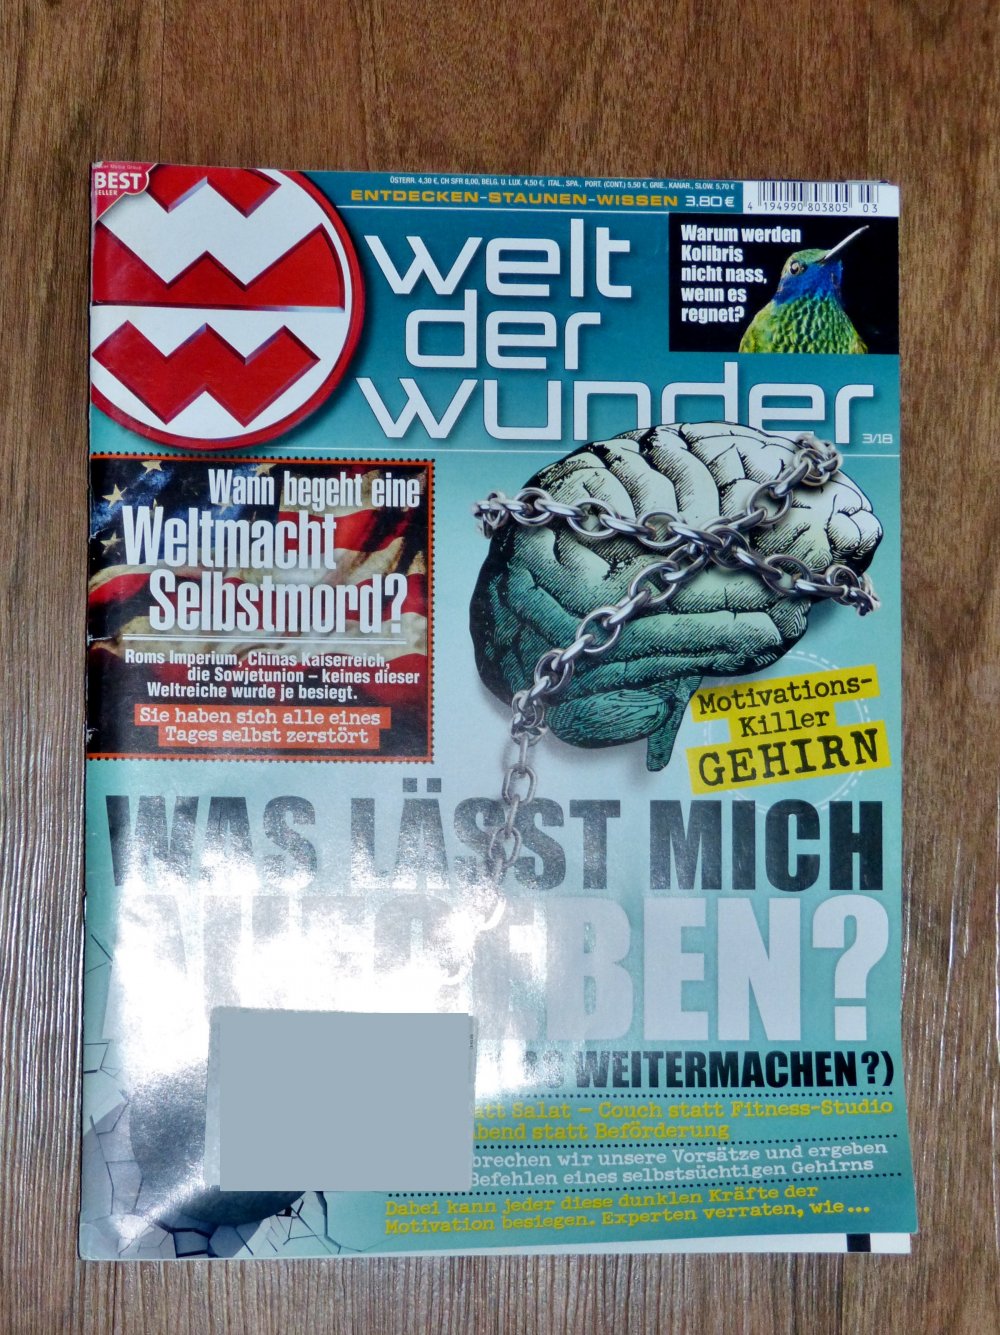 BEST
SELLER
ÖSTERR. 4,30 €, CH SFR 8,00, BELG. U. LUX. 4,50 €, ITAL., SPA., PORT. (CONT.) 5,50 €, GRIE., KANAR., SLOW. 5,70 €
ENTDECKEN-STAUNEN-WISSEN 3,80 €
4 194990 803805 03
welt
der
wunder
3/18
Warum werden
Kolibris
nicht nass,
wenn es
regnet?
Wann begeht eine
Weltmacht
Selbstmord?
Roms Imperium, Chinas Kaiserreich,
die Sowjetunion – keines dieser
Weltreiche wurde je besiegt.
Sie haben sich alle eines
Tages selbst zerstört
Motivations-
Killer
GEHIRN
WAS LÄSST MICH
AUFGEBEN?
WEITERMACHEN?)
Salat – Couch statt Fitness-Studio
statt Beförderung
wir unsere Vorsätze und ergeben
Befehlen eines selbstsüchtigen Gehirns
Dabei kann jeder diese dunklen Kräfte der
Motivation besiegen. Experten verraten, wie ...